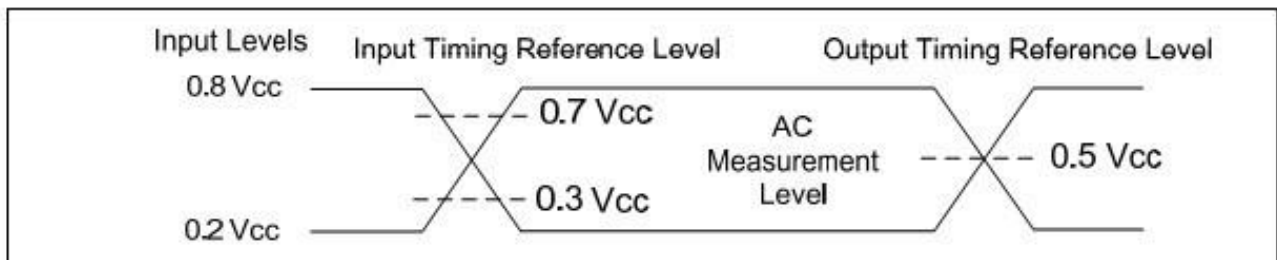 Input Levels
Input Timing Reference Level
Output Timing Reference Level
0.8 Vcc
0.7 Vcc
AC
Measurement
Level
0.5 Vcc
0.3 Vcc
0.2 Vcc